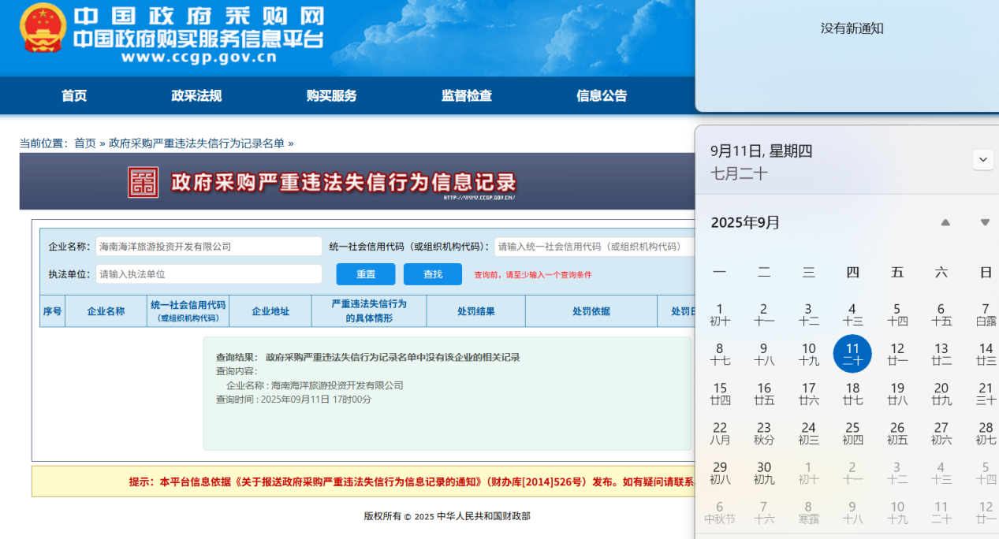 中国政府采购网
中国政府购买服务信息平台
www.ccgp.gov.cn
首页 政采法规 购买服务 监督检查 信息公告
当前位置：首页 » 政府采购严重违法失信行为记录名单 »
政府采购严重违法失信行为信息记录
HTTP://WWW.CCGP.GOV.CN/
企业名称： 海南海洋旅游投资开发有限公司 统一社会信用代码（或组织机构代码）： 请输入统一社会信用代码（或组织机构代码）
执法单位： 请输入执法单位 重置 查找 查询前，请至少输入一个查询条件
序号 企业名称 统一社会信用代码 （或组织机构代码） 企业地址 严重违法失信行为 的具体情形 处罚结果 处罚依据 处罚日
查询结果： 政府采购严重违法失信行为记录名单中没有该企业的相关记录
查询内容：
企业名称 : 海南海洋旅游投资开发有限公司
查询时间 : 2025年09月11日 17时00分
提示：本平台信息依据《关于报送政府采购严重违法失信行为信息记录的通知》（财办库[2014]526号）发布。如有疑问请联系
版权所有 © 2025 中华人民共和国财政部
没有新通知
9月11日, 星期四
七月二十
2025年9月
一 二 三 四 五 六 日
1 2 3 4 5 6 7
初十 十一 十二 十三 十四 十五 白露
8 9 10 11 12 13 14
十七 十八 十九 二十 廿一 廿二 廿三
15 16 17 18 19 20 21
廿四 廿五 廿六 廿七 廿八 廿九 三十
22 23 24 25 26 27 28
八月 秋分 初三 初四 初五 初六 初七
29 30 1 2 3 4 5
初八 初九 初十 十一 十二 十三 十四
6 7 8 9 10 11 12
中秋节 十六 寒露 十八 十九 二十 廿一